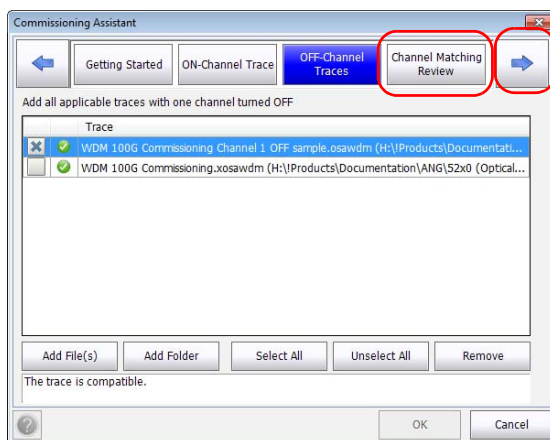 Commissioning Assistant
Getting Started
ON-Channel Trace
OFF-Channel
Traces
Channel Matching
Review
Add all applicable traces with one channel turned OFF
Trace
WDM 100G Commissioning Channel 1 OFF sample.osawdm (H:\!Products\Documentati...
WDM 100G Commissioning.xosawdm (H:\!Products\Documentation\ANG\52x0 (Optical...
Add File(s)
Add Folder
Select All
Unselect All
Remove
The trace is compatible.
?
OK
Cancel